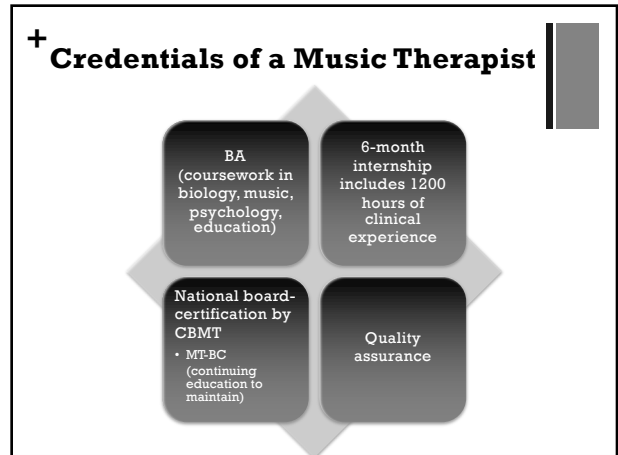 +
Credentials of a Music Therapist
BA
(coursework in
biology, music,
psychology,
education)
6-month
internship
includes 1200
hours of
clinical
experience
National board-
certification by
CBMT
• MT-BC
(continuing
education to
maintain)
Quality
assurance